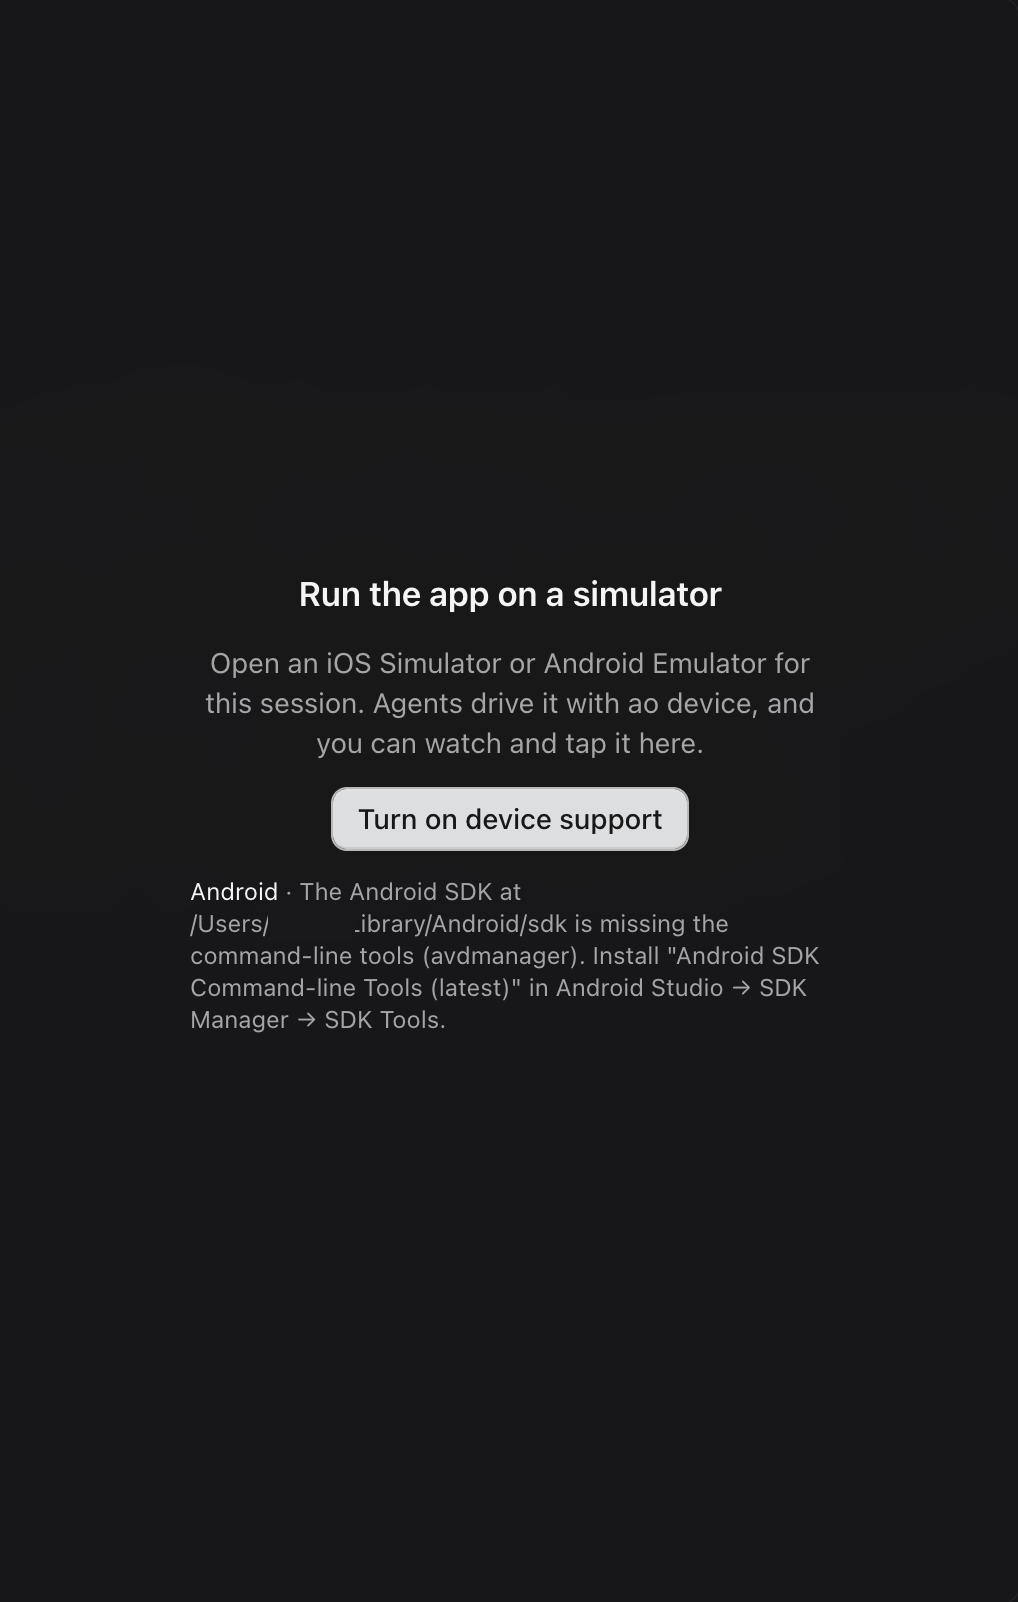 Run the app on a simulator
Open an iOS Simulator or Android Emulator for
this session. Agents drive it with ao device, and
you can watch and tap it here.
Turn on device support
Android · The Android SDK at
/Users/ Library/Android/sdk is missing the
command-line tools (avdmanager). Install "Android SDK
Command-line Tools (latest)" in Android Studio → SDK
Manager → SDK Tools.